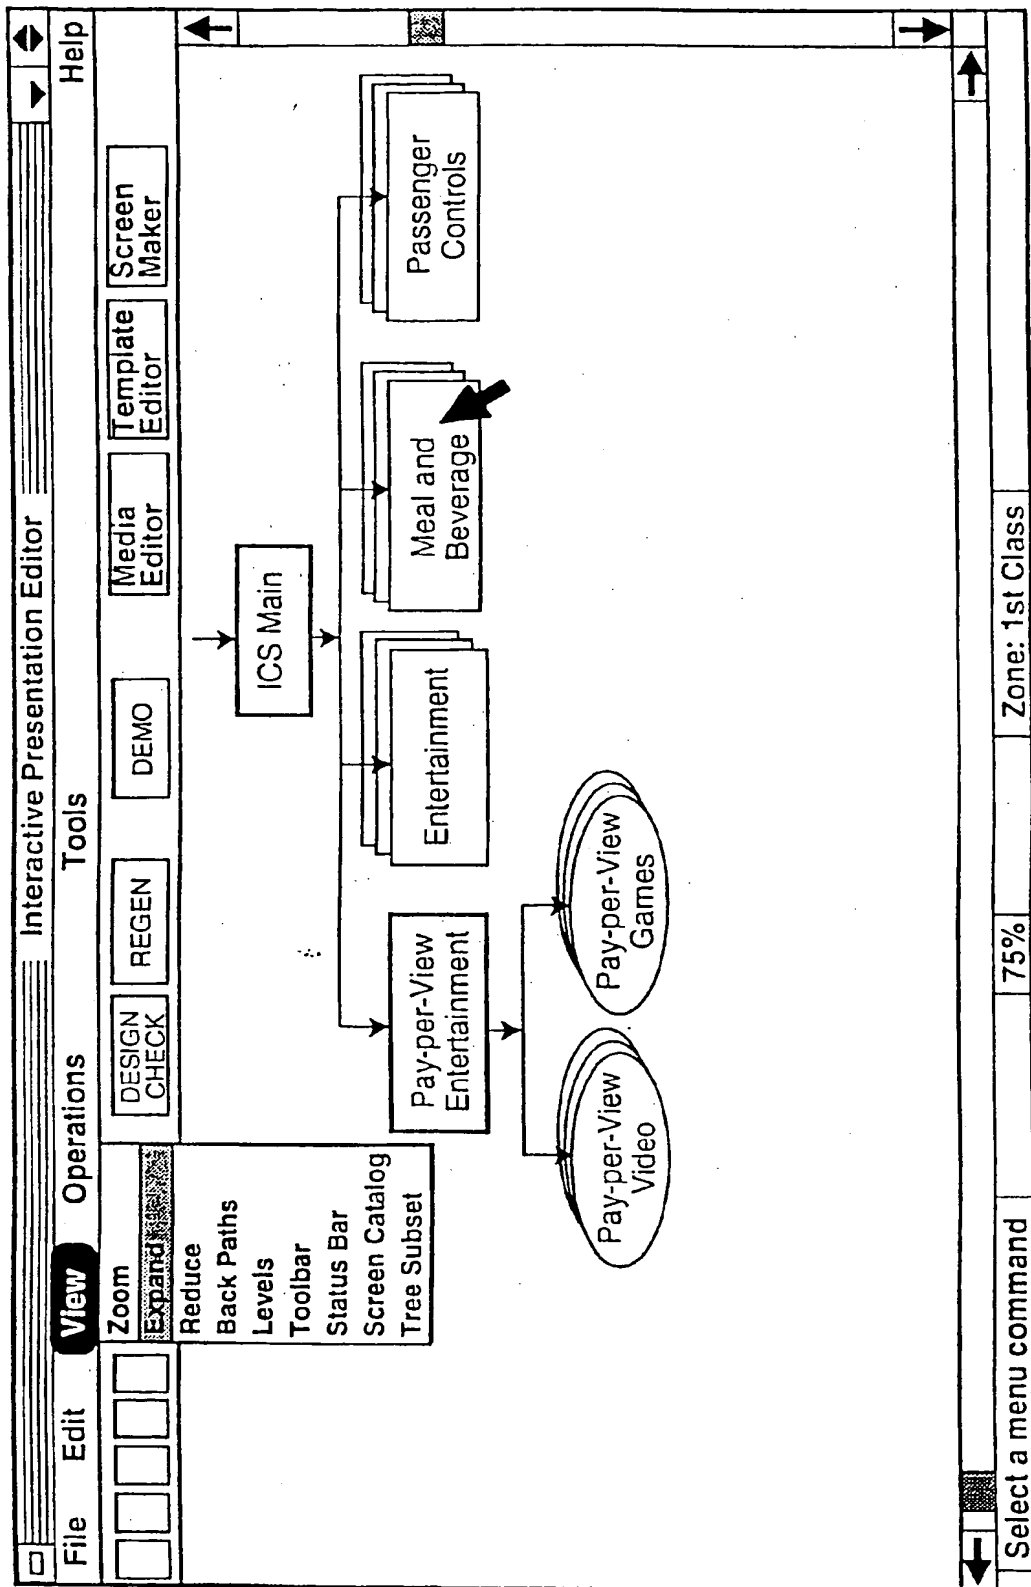 Interactive Presentation Editor
File Edit View Operations Tools Help
DESIGN
CHECK
REGEN
DEMO
Media
Editor
Template
Editor
Screen
Maker
Zoom
Expand
Reduce
Back Paths
Levels
Toolbar
Status Bar
Screen Catalog
Tree Subset
ICS Main
Pay-per-View
Entertainment
Entertainment
Meal and
Beverage
Passenger
Controls
Pay-per-View
Video
Pay-per-View
Games
Select a menu command
75%
Zone: 1st Class